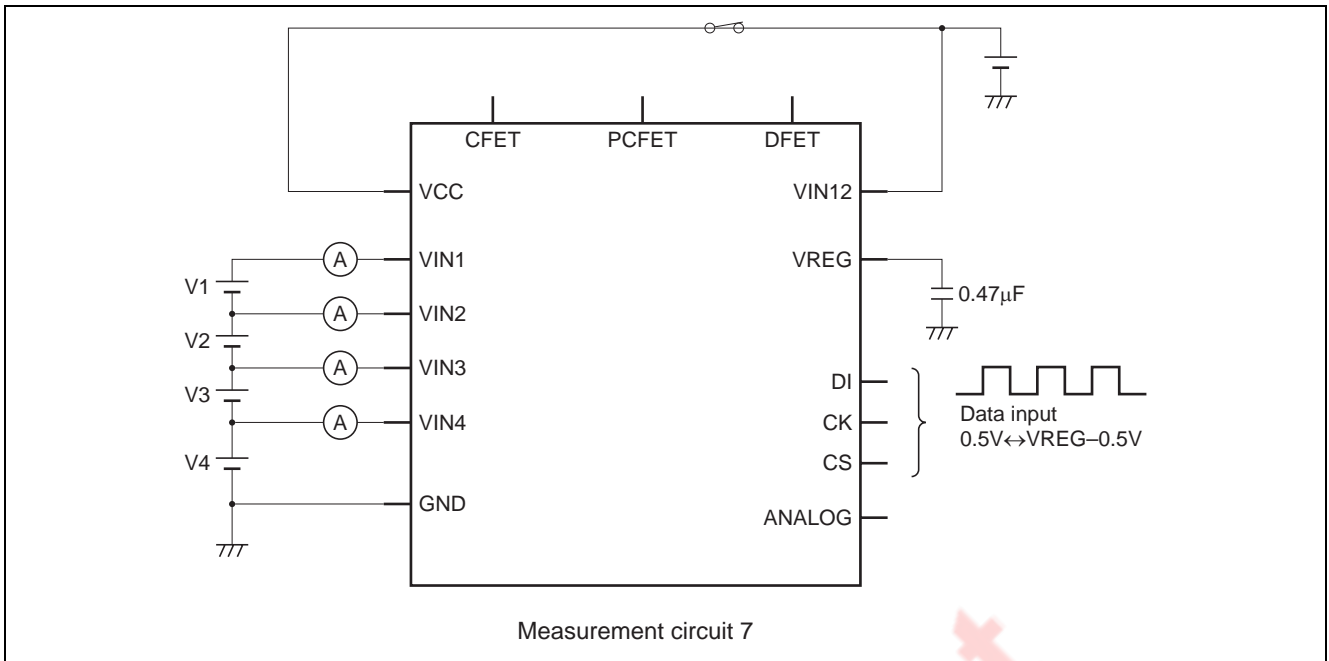 CFET PCFET DFET
VCC VIN12
A VIN1 VREG
V1 0.47μF
A VIN2
V2
A VIN3
DI
V3 Data input
A VIN4 CK
0.5V↔VREG–0.5V
V4 CS
GND
ANALOG
Measurement circuit 7